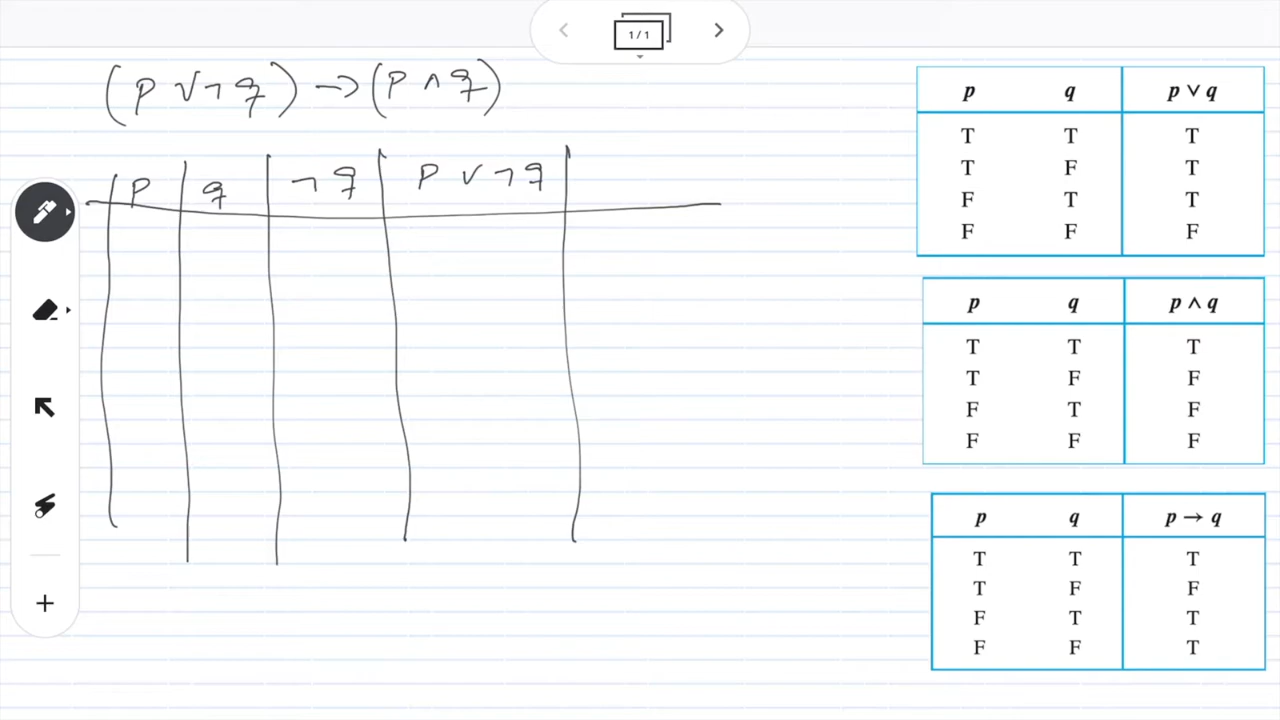 1 / 1
(p ∨ ¬ q) → (p ∧ q)
p q ¬ q p ∨ ¬ q
p q p ∨ q
T T T
T F T
F T T
F F F
p q p ∧ q
T T T
T F F
F T F
F F F
p q p → q
T T T
T F F
F T T
F F T